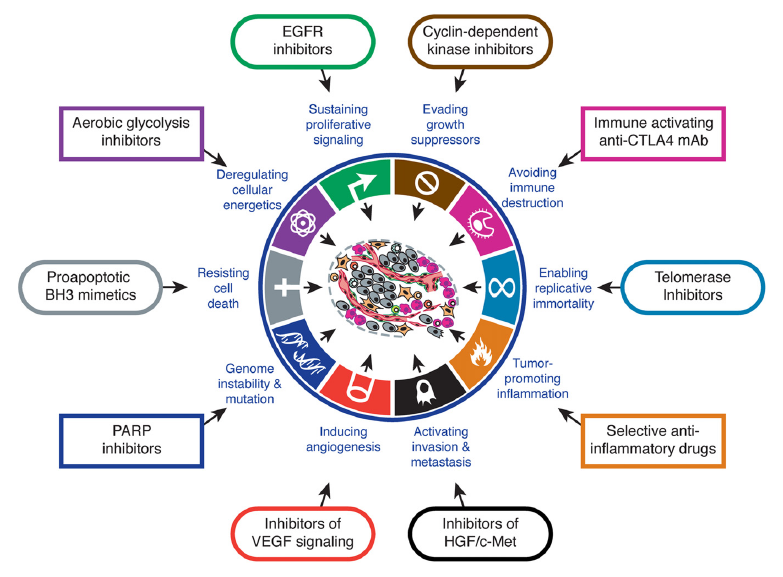 EGFR
inhibitors
Cyclin-dependent
kinase inhibitors
Sustaining
proliferative
signaling
Evading
growth
suppressors
Aerobic glycolysis
inhibitors
Immune activating
anti-CTLA4 mAb
Deregulating
cellular
energetics
Avoiding
immune
destruction
Proapoptotic
BH3 mimetics
Resisting
cell
death
Enabling
replicative
immortality
Telomerase
Inhibitors
Genome
instability &
mutation
Tumor-
promoting
inflammation
PARP
inhibitors
Inducing
angiogenesis
Activating
invasion &
metastasis
Selective anti-
inflammatory drugs
Inhibitors of
VEGF signaling
Inhibitors of
HGF/c-Met